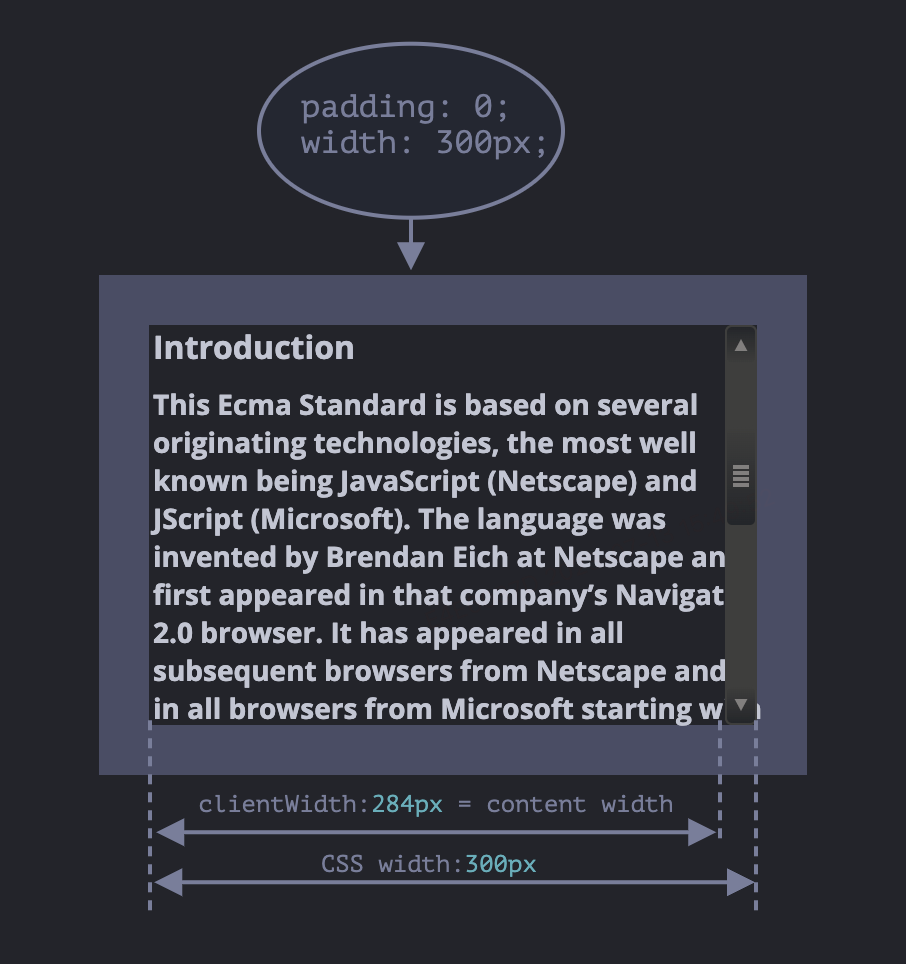 padding: 0;
width: 300px;
Introduction
This Ecma Standard is based on several
originating technologies, the most well
known being JavaScript (Netscape) and
JScript (Microsoft). The language was
invented by Brendan Eich at Netscape an
first appeared in that company’s Navigat
2.0 browser. It has appeared in all
subsequent browsers from Netscape and
in all browsers from Microsoft starting
clientWidth:284px = content width
CSS width:300px